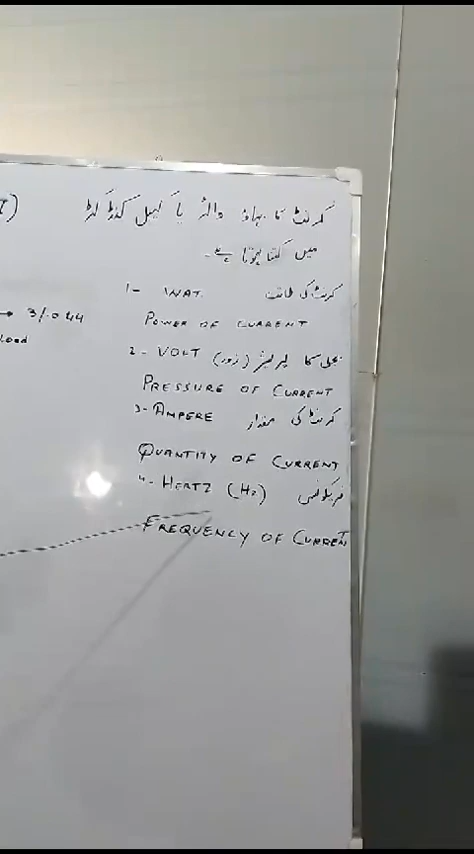 کرنٹ کا بہاؤ وائر یا کیبل کنڈکٹر
میں کتنا ہوتا ہے۔
1- WAT. کرنٹ کی طاقت
→ 3/.044
POWER OF CURRENT
Load
2- VOLT (زور) بجلی کا پریشر
PRESSURE OF CURRENT
3- AMPERE کرنٹ کی مقدار
QUANTITY OF CURRENT
4- HERTZ (Hz) فریکوئنسی
FREQUENCY OF CURRENT